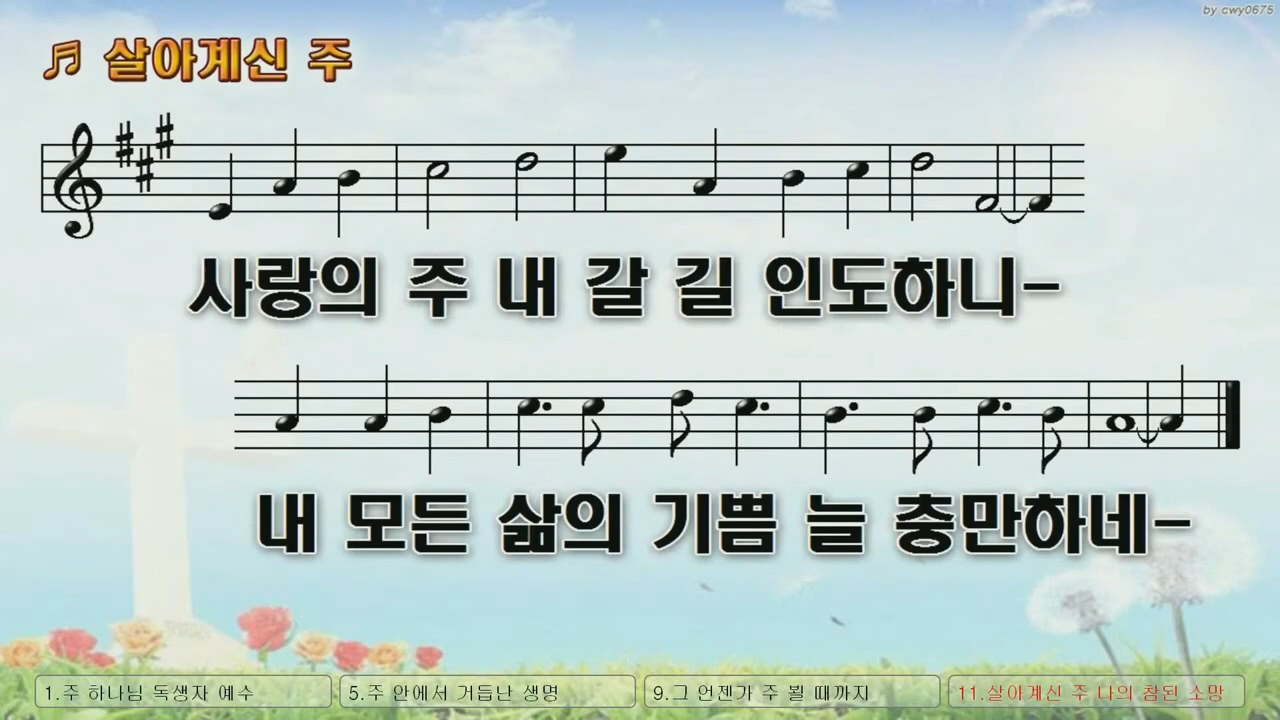 by cwy0675
♬ 살아계신 주
사랑의 주 내 갈 길 인도하니-
내 모든 삶의 기쁨 늘 충만하네-
1.주 하나님 독생자 예수
5.주 안에서 거듭난 생명
9.그 언젠가 주 뵐 때까지
11.살아계신 주 나의 참된 소망